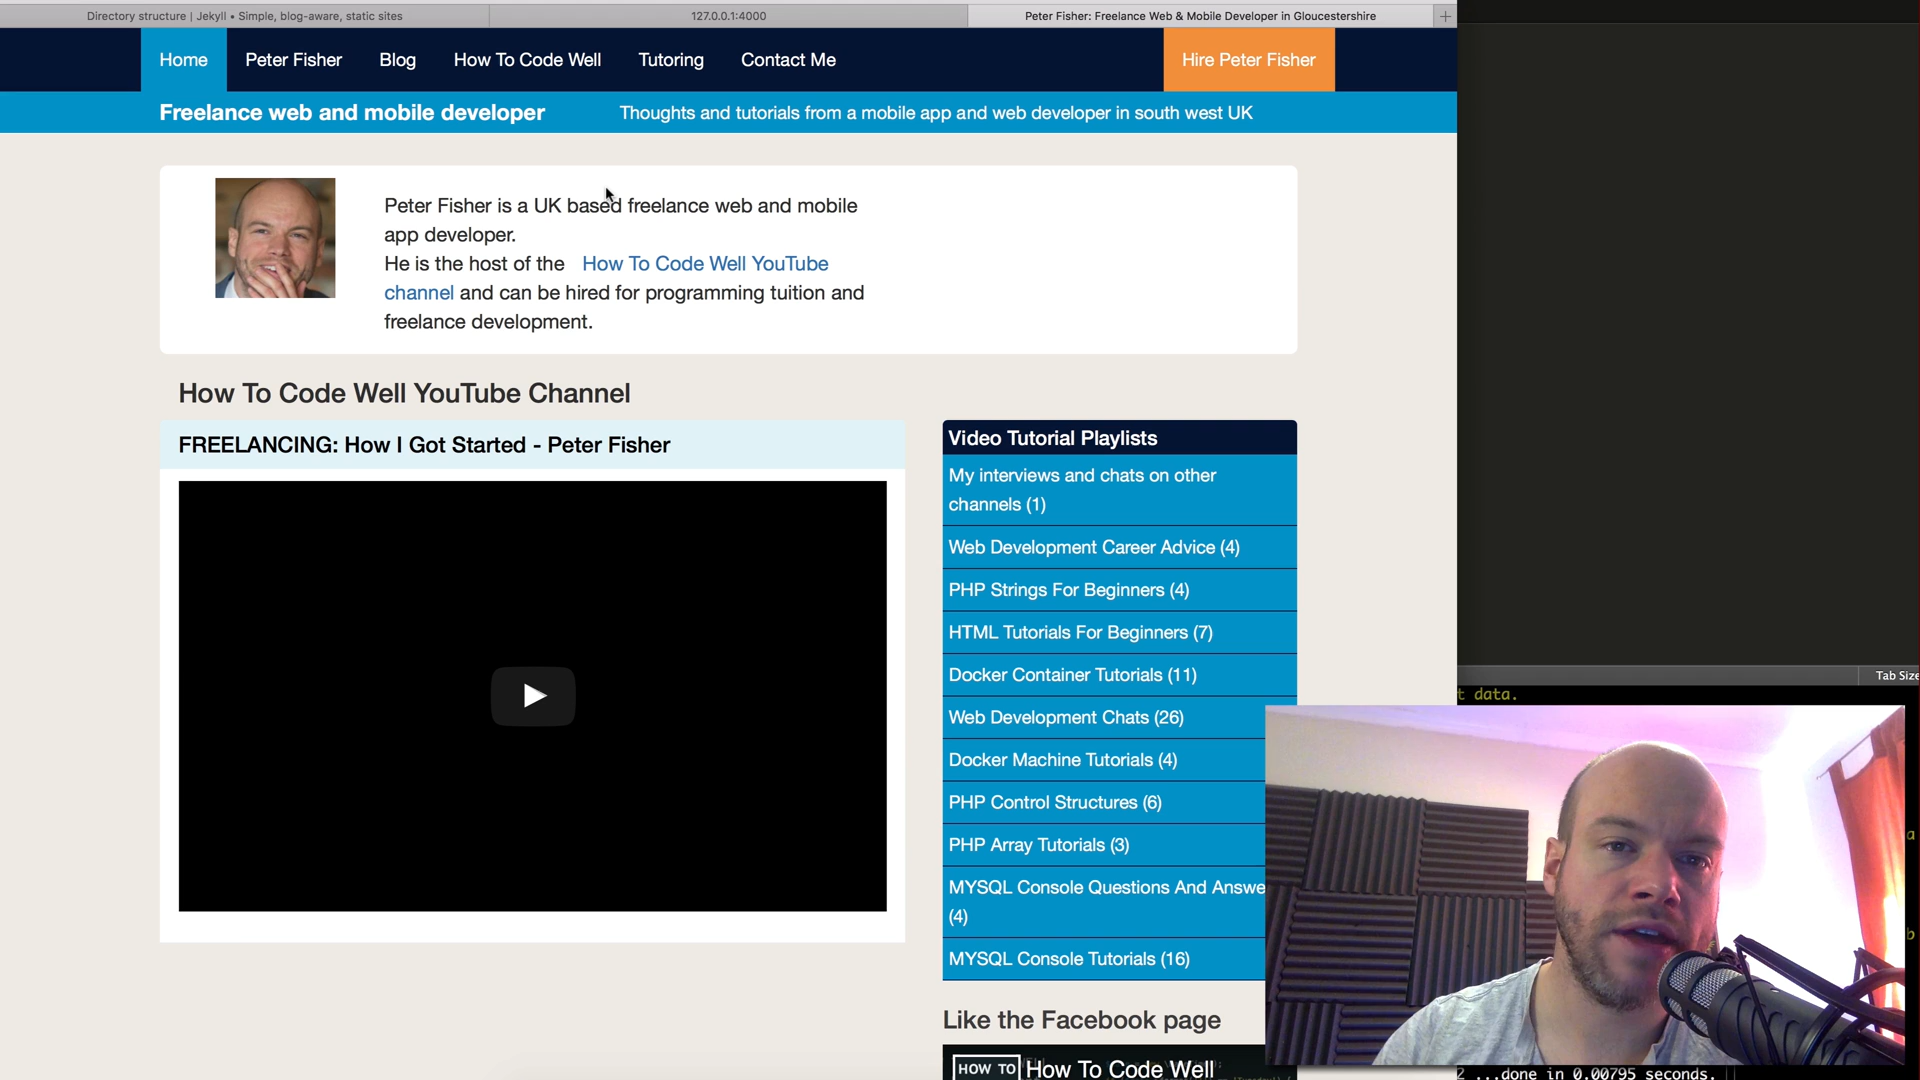 Directory structure | Jekyll • Simple, blog-aware, static sites
127.0.0.1:4000
Peter Fisher: Freelance Web & Mobile Developer in Gloucestershire
Home
Peter Fisher
Blog
How To Code Well
Tutoring
Contact Me
Hire Peter Fisher
Freelance web and mobile developer
Thoughts and tutorials from a mobile app and web developer in south west UK
Peter Fisher is a UK based freelance web and mobile
app developer.
He is the host of the How To Code Well YouTube
channel and can be hired for programming tuition and
freelance development.
How To Code Well YouTube Channel
FREELANCING: How I Got Started - Peter Fisher
Video Tutorial Playlists
My interviews and chats on other
channels (1)
Web Development Career Advice (4)
PHP Strings For Beginners (4)
HTML Tutorials For Beginners (7)
Docker Container Tutorials (11)
Web Development Chats (26)
Docker Machine Tutorials (4)
PHP Control Structures (6)
PHP Array Tutorials (3)
MYSQL Console Questions And Answe
(4)
MYSQL Console Tutorials (16)
Like the Facebook page
HOW TO
How To Code Well
Tab Size
t data.
a
b
2 ...done in 0.00795 seconds.